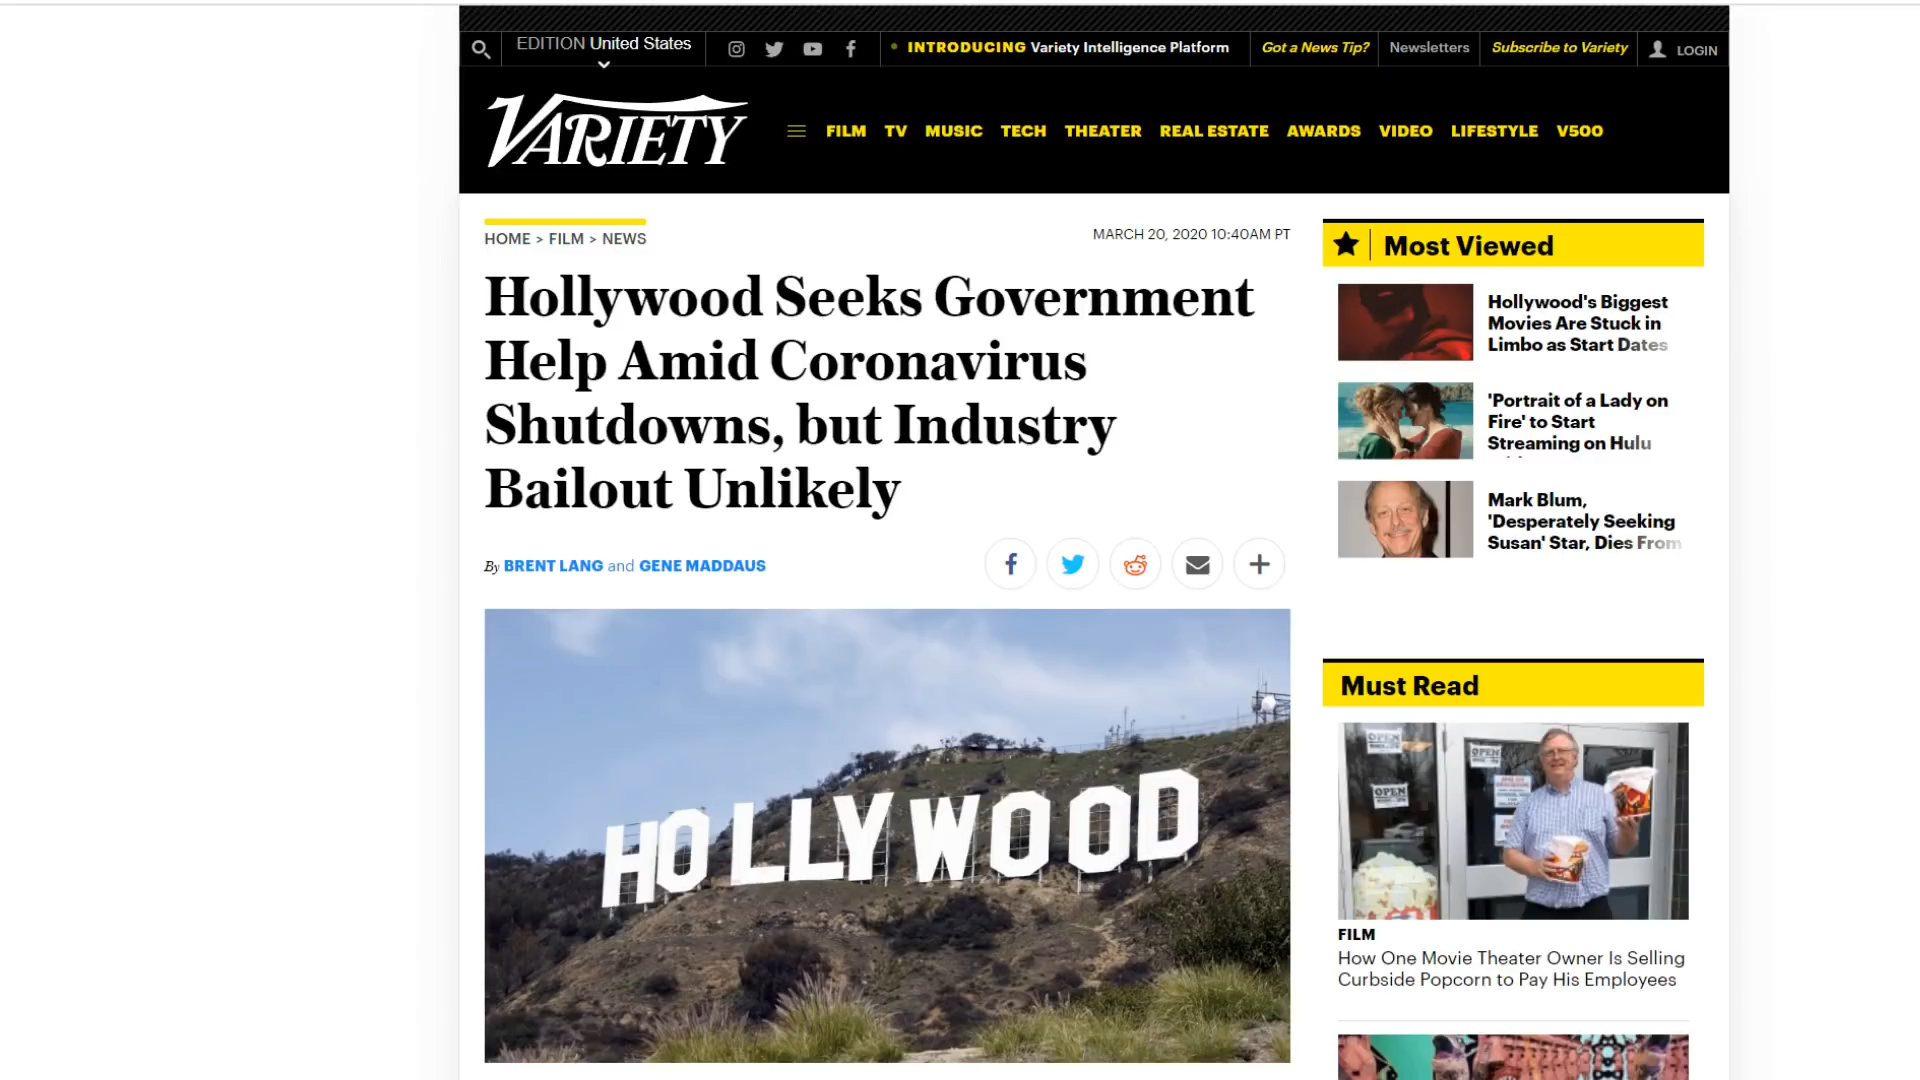 EDITION United States
INTRODUCING Variety Intelligence Platform
Got a News Tip?
Newsletters
Subscribe to Variety
LOGIN
VARIETY
FILM TV MUSIC TECH THEATER REAL ESTATE AWARDS VIDEO LIFESTYLE V500
HOME > FILM > NEWS
MARCH 20, 2020 10:40AM PT
Hollywood Seeks Government
Help Amid Coronavirus
Shutdowns, but Industry
Bailout Unlikely
By BRENT LANG and GENE MADDAUS
HOLLYWOOD
Most Viewed
Hollywood's Biggest
Movies Are Stuck in
Limbo as Start Dates
'Portrait of a Lady on
Fire' to Start
Streaming on Hulu
Mark Blum,
'Desperately Seeking
Susan' Star, Dies From
Must Read
OPEN
OPEN
OPEN
FILM
How One Movie Theater Owner Is Selling
Curbside Popcorn to Pay His Employees